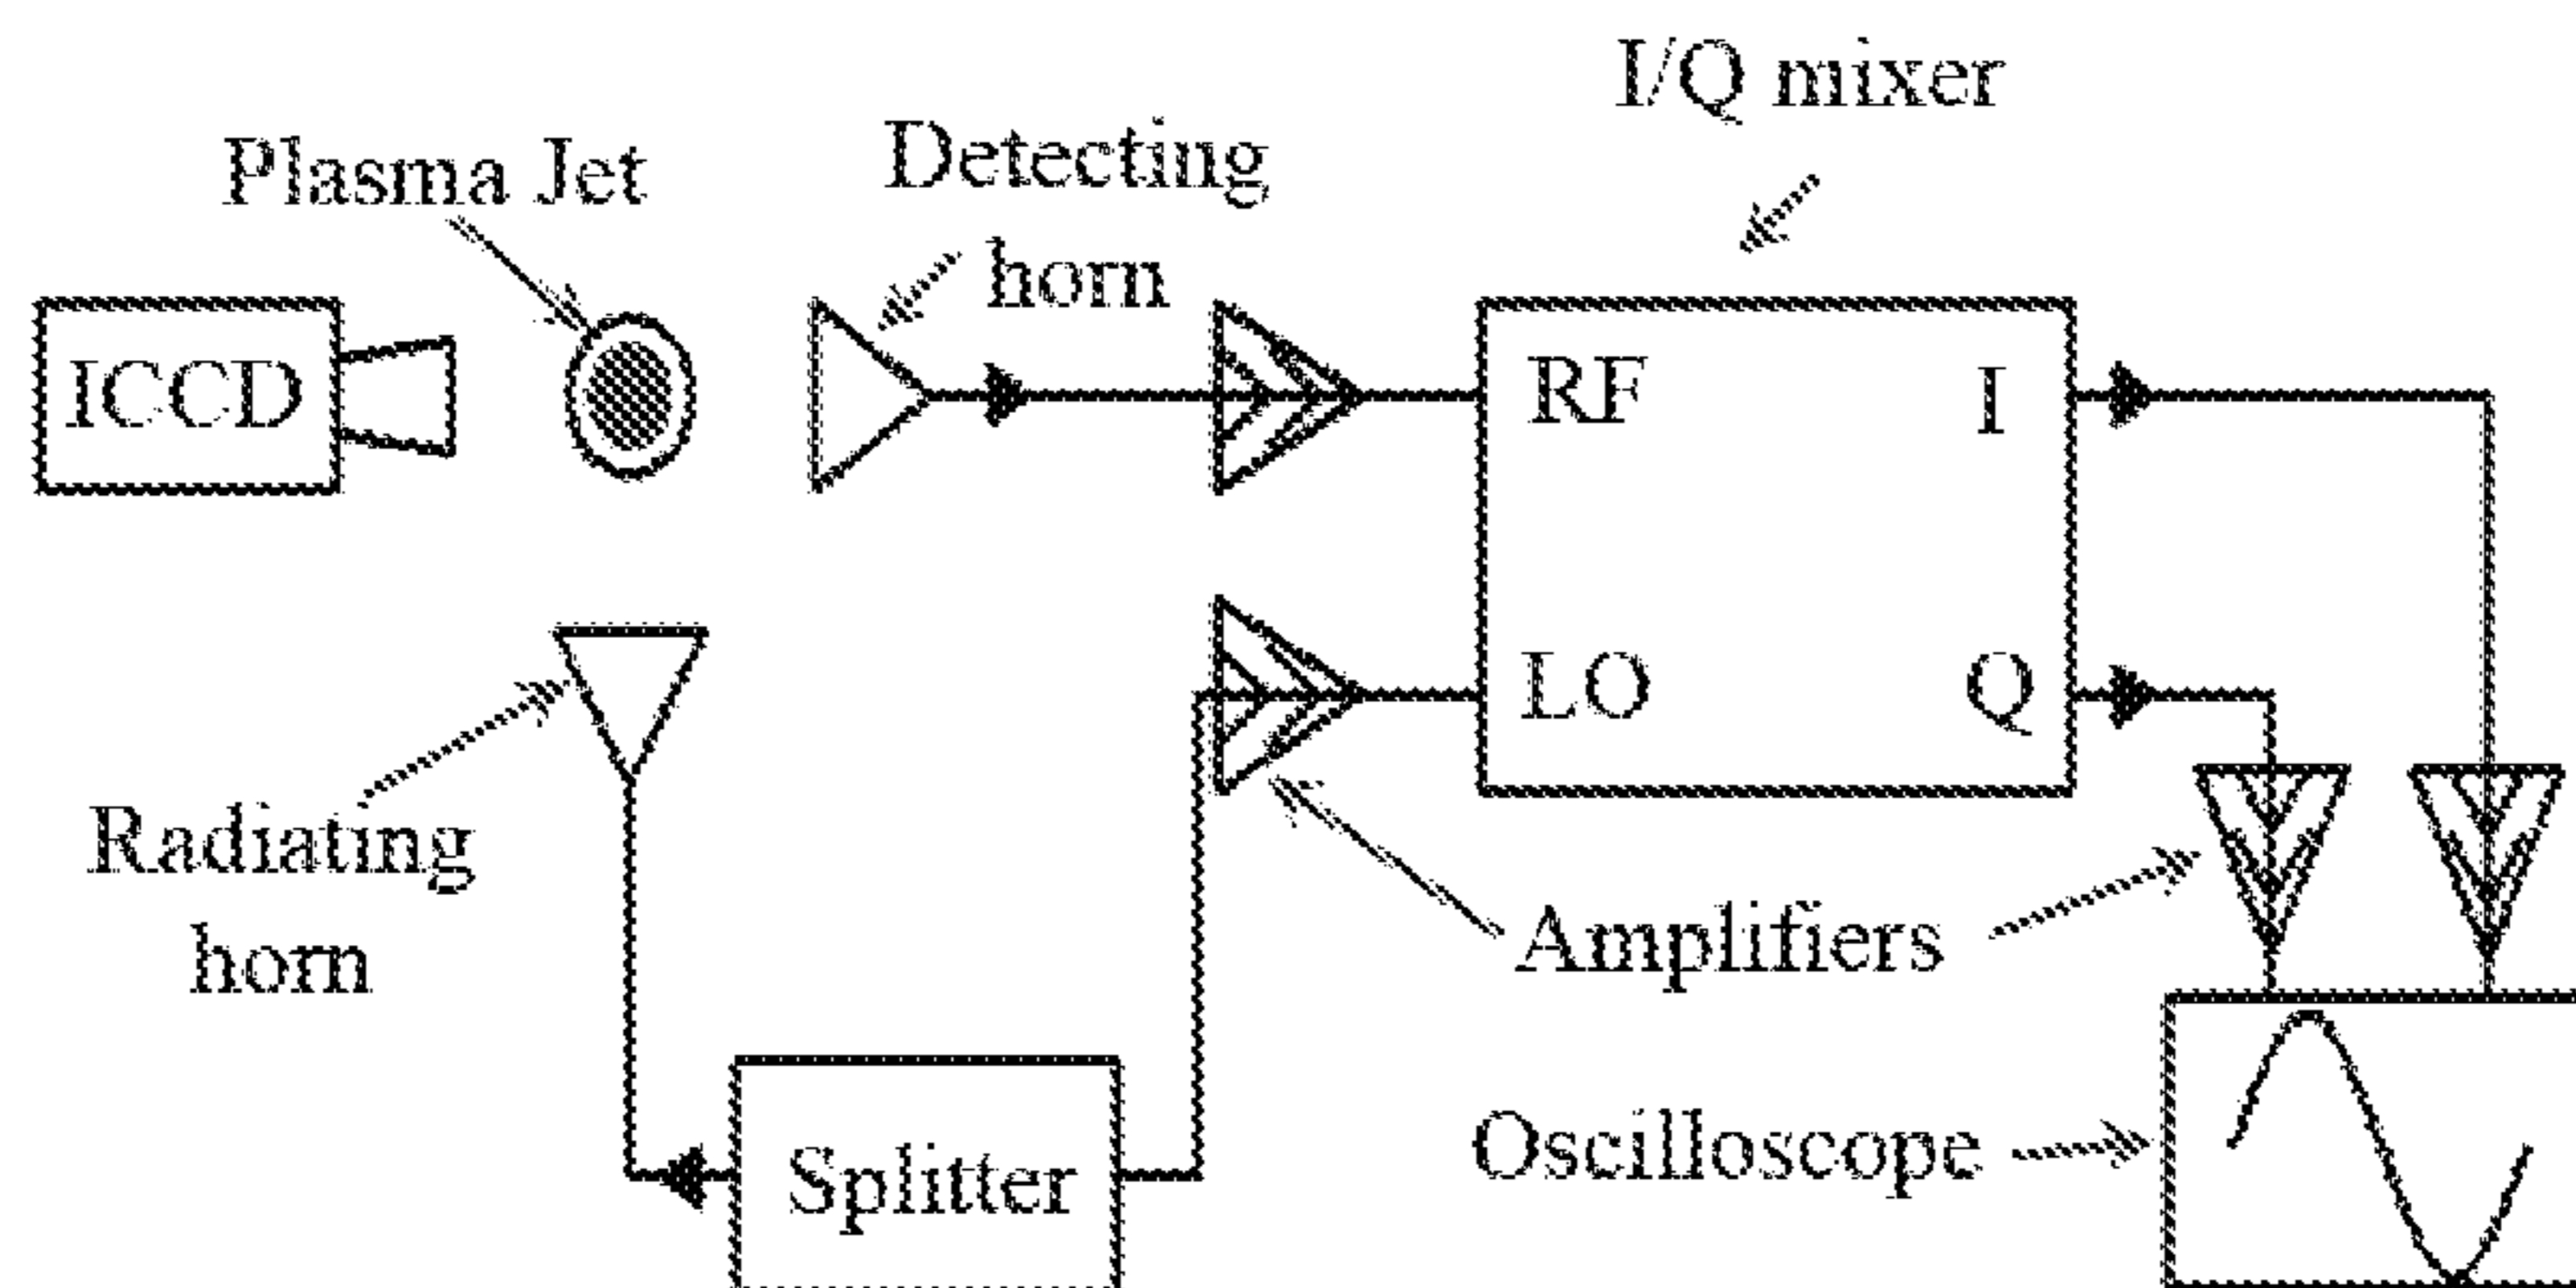 I/Q mixer
Plasma Jet
Detecting
horn
ICCD
RF
I
LO
Q
Radiating
horn
Amplifiers
Oscilloscope
Splitter